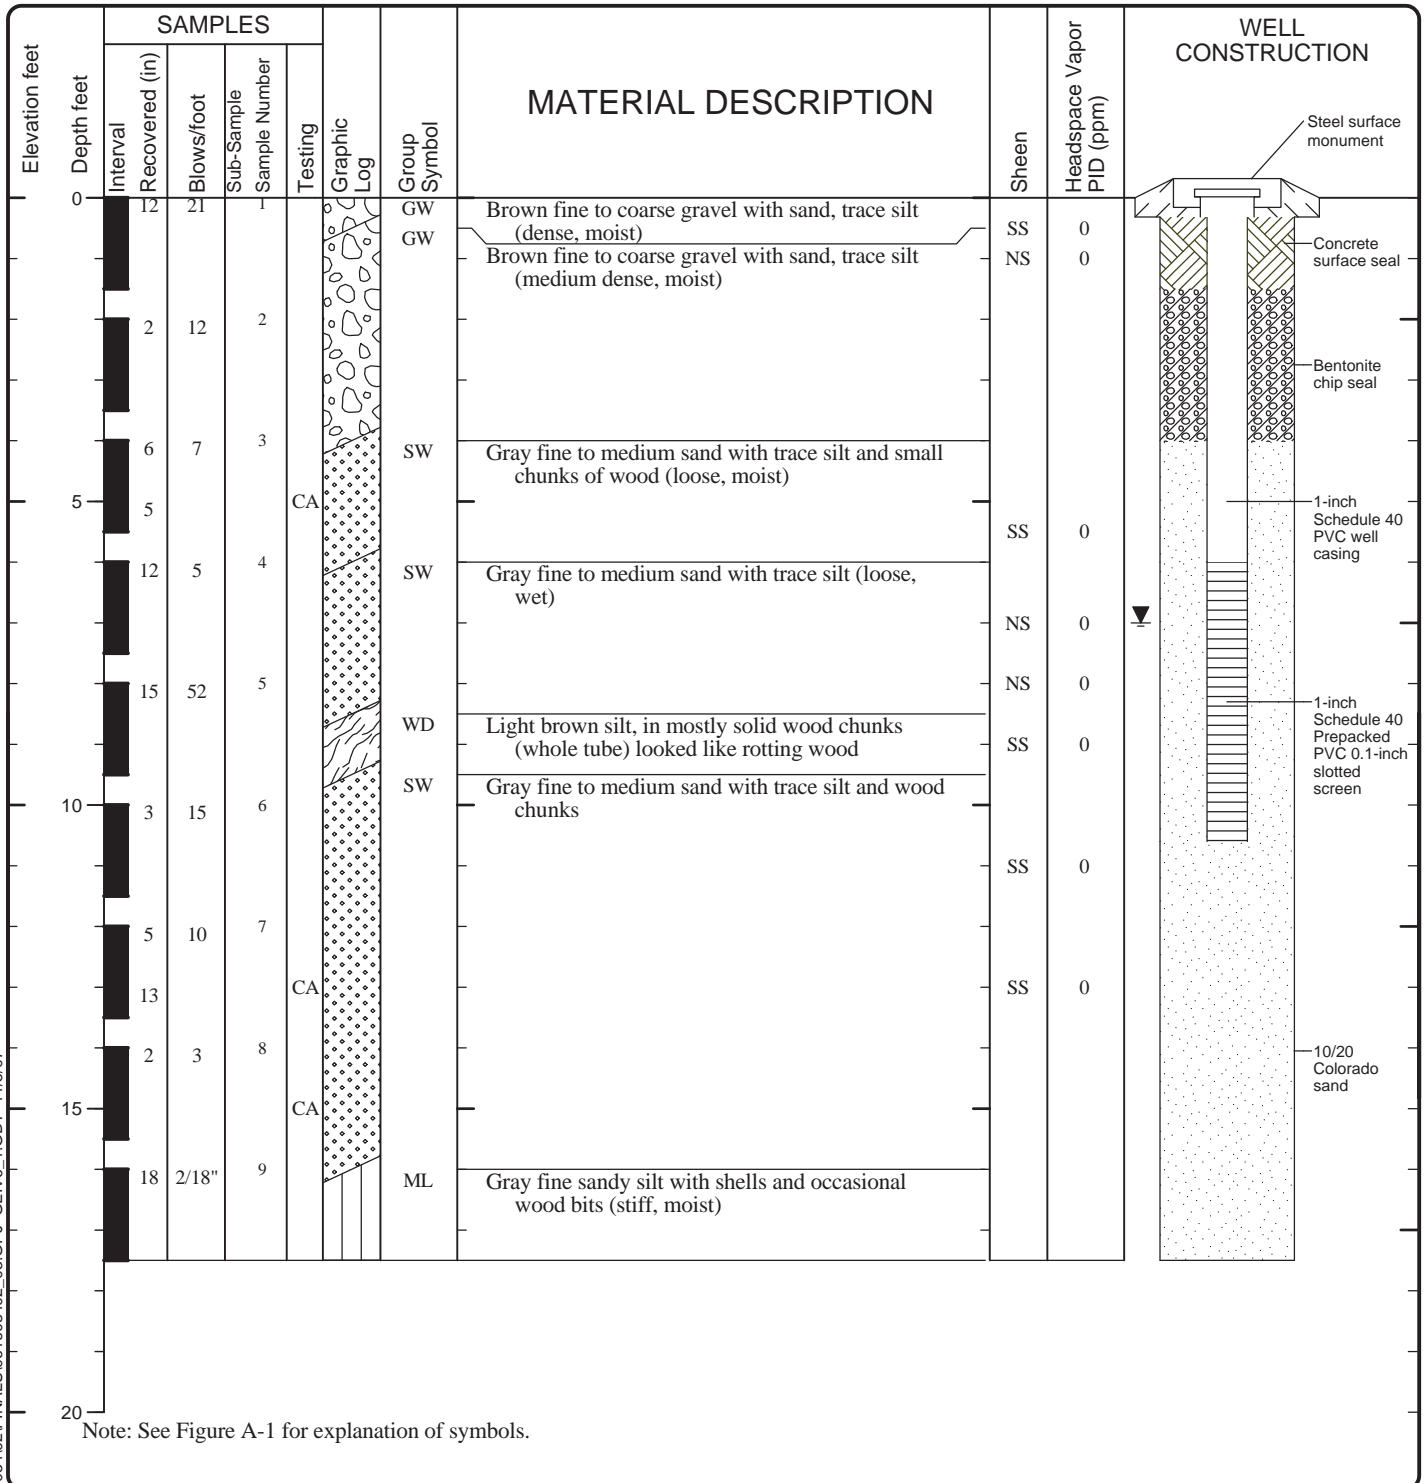 SAMPLES
Elevation feet
Depth feet
Interval
Recovered (in)
Blows/foot
Sub-Sample
Sample Number
Testing
Graphic
Log
Group
Symbol
MATERIAL DESCRIPTION
Sheen
Headspace Vapor
PID (ppm)
WELL
CONSTRUCTION
Steel surface
monument
0
12 21 1
GW Brown fine to coarse gravel with sand, trace silt
(dense, moist)
SS 0
GW Brown fine to coarse gravel with sand, trace silt
(medium dense, moist)
NS 0
Concrete
surface seal
2 12 2
Bentonite
chip seal
6 7 3
SW Gray fine to medium sand with trace silt and small
chunks of wood (loose, moist)
5 5 CA
SS 0
1-inch
Schedule 40
PVC well
casing
12 5 4
SW Gray fine to medium sand with trace silt (loose,
wet)
NS 0
15 52 5
NS 0
WD Light brown silt, in mostly solid wood chunks
(whole tube) looked like rotting wood
SS 0
1-inch
Schedule 40
Prepacked
PVC 0.1-inch
slotted
screen
SW Gray fine to medium sand with trace silt and wood
chunks
10 3 15 6
SS 0
5 10 7
13 CA SS 0
2 3 8
10/20
Colorado
sand
15 CA
18 2/18" 9
ML Gray fine sandy silt with shells and occasional
wood bits (stiff, moist)
20
Note: See Figure A-1 for explanation of symbols.